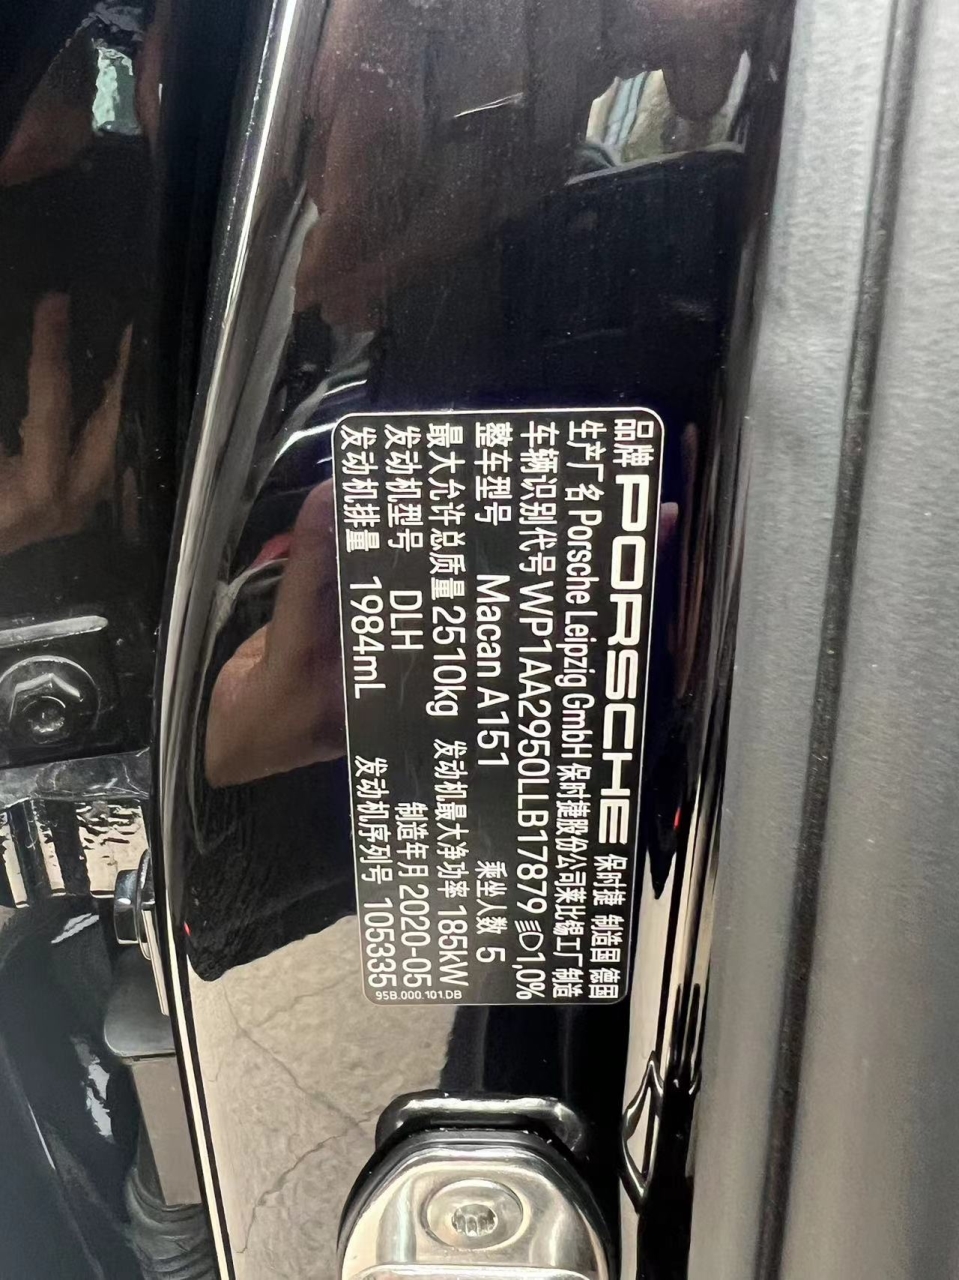 品牌 PORSCHE 保时捷 制造国 德国
生产厂名 Porsche Leipzig GmbH 保时捷股份公司莱比锡工厂制造
车辆识别代号 WP1AA2950LLB17879 1,0%
整车型号 Macan A151 乘坐人数 5
最大允许总质量 2510kg 发动机最大净功率 185kW
发动机型号 DLH 制造年月 2020-05
发动机排量 1984mL 发动机序列号 105335
95B.000.101.DB